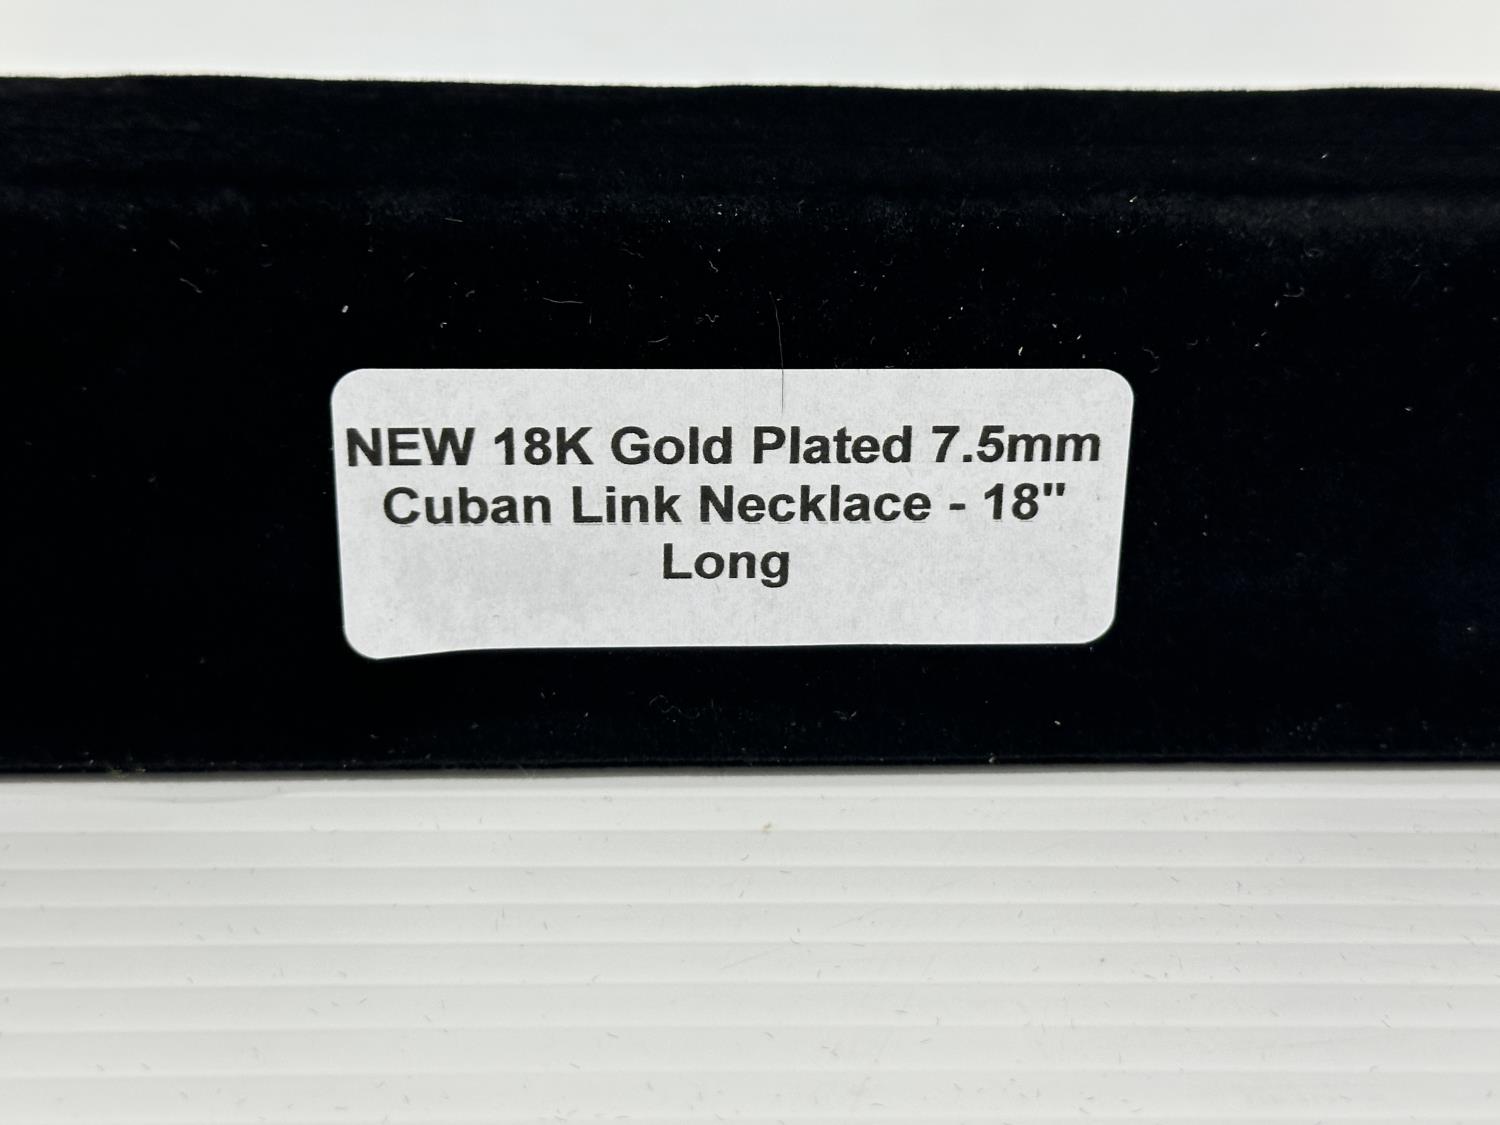 NEW 18K Gold Plated 7.5mm
Cuban Link Necklace - 18"
Long